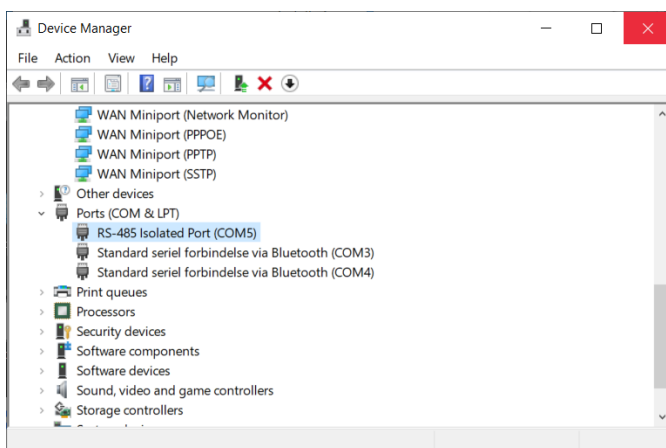 Device Manager
File Action View Help
WAN Miniport (Network Monitor)
WAN Miniport (PPPOE)
WAN Miniport (PPTP)
WAN Miniport (SSTP)
Other devices
Ports (COM & LPT)
RS-485 Isolated Port (COM5)
Standard seriel forbindelse via Bluetooth (COM3)
Standard seriel forbindelse via Bluetooth (COM4)
Print queues
Processors
Security devices
Software components
Software devices
Sound, video and game controllers
Storage controllers